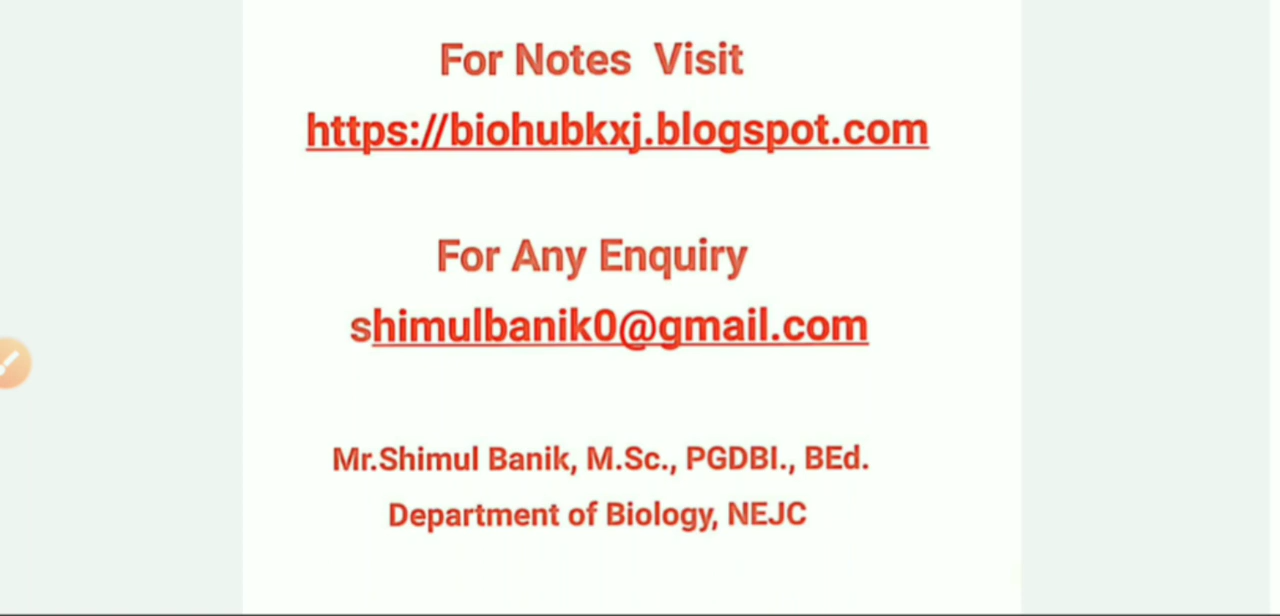 For Notes Visit
https://biohubkxj.blogspot.com
For Any Enquiry
shimulbanik0@gmail.com
Mr.Shimul Banik, M.Sc., PGDBI., BEd.
Department of Biology, NEJC